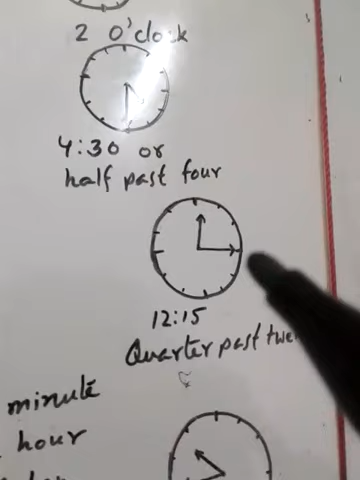 2 O'clock
4:30 or
half past four
12:15
Quarter past
minute
hour